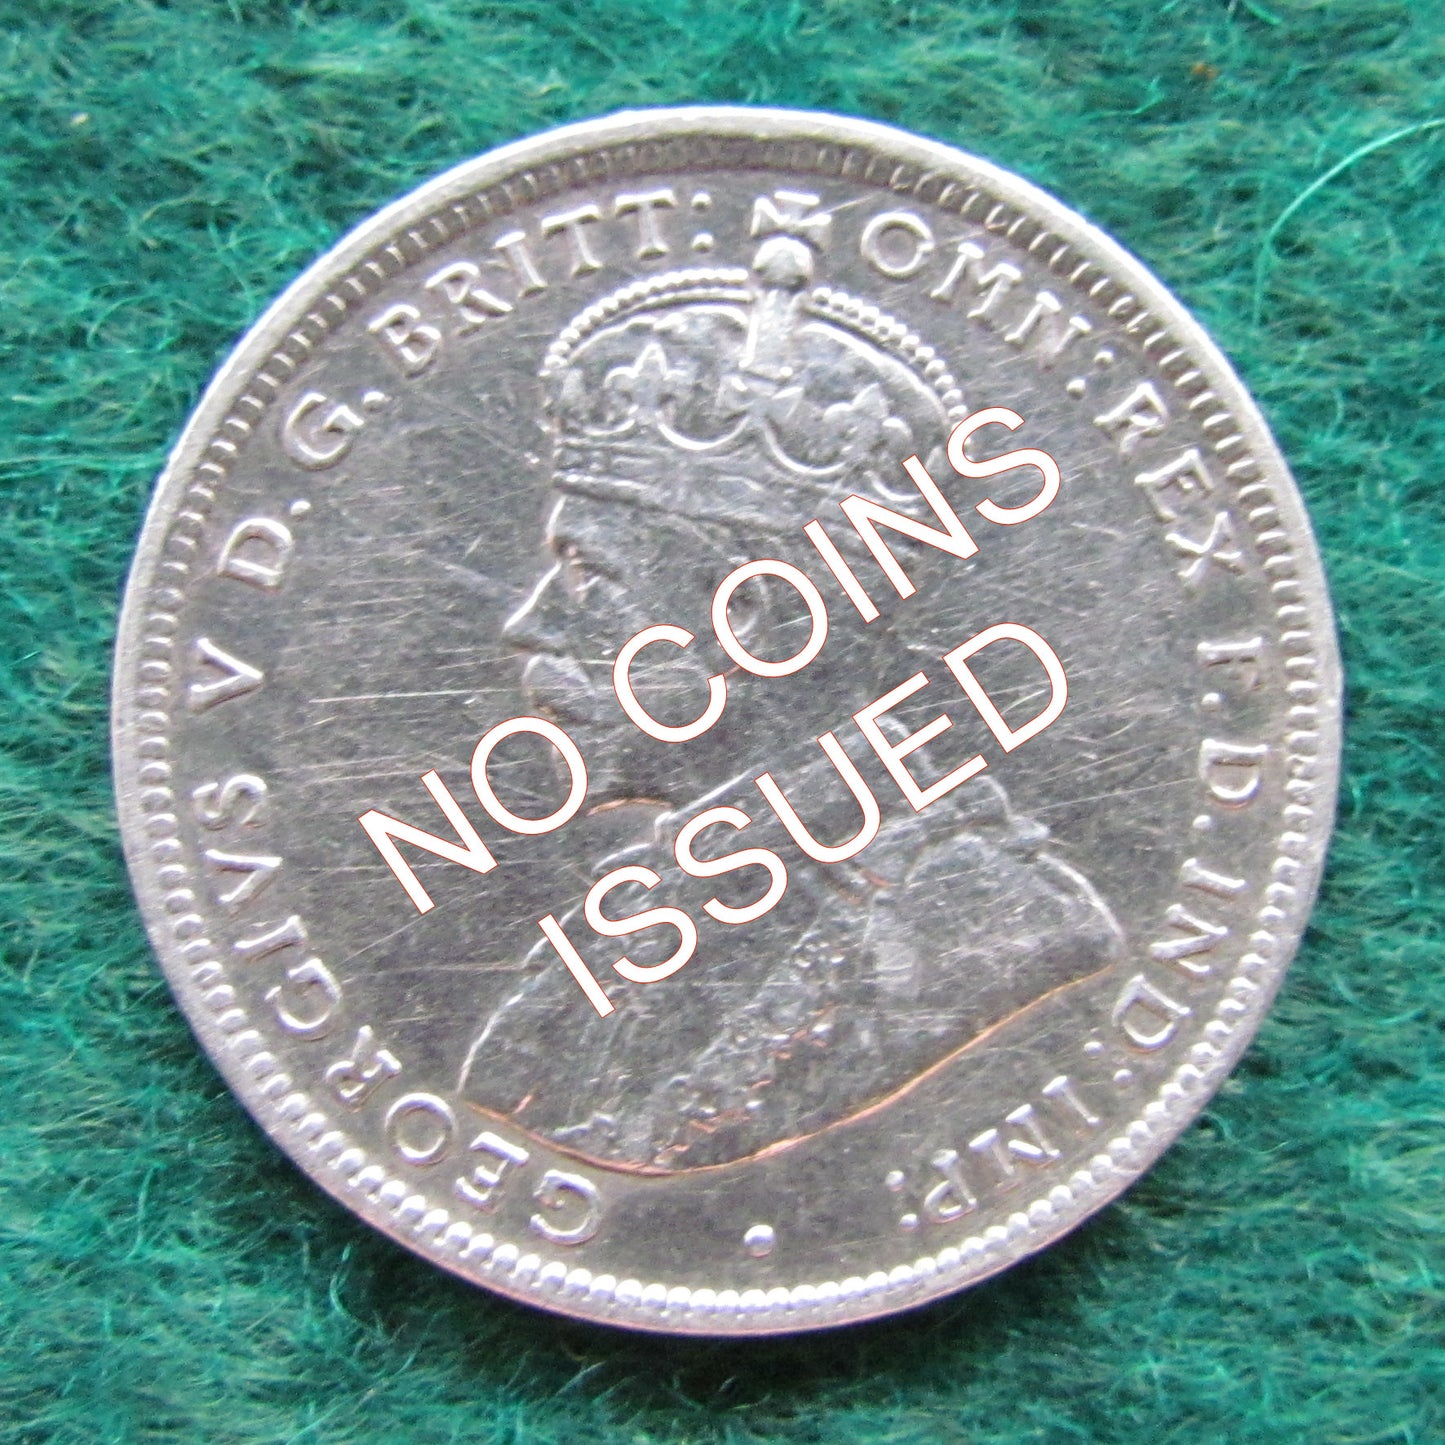 GEORGIVS V D.G. BRITT: OMN: REX F.D. IND: IMP:
NO COINS
ISSUED